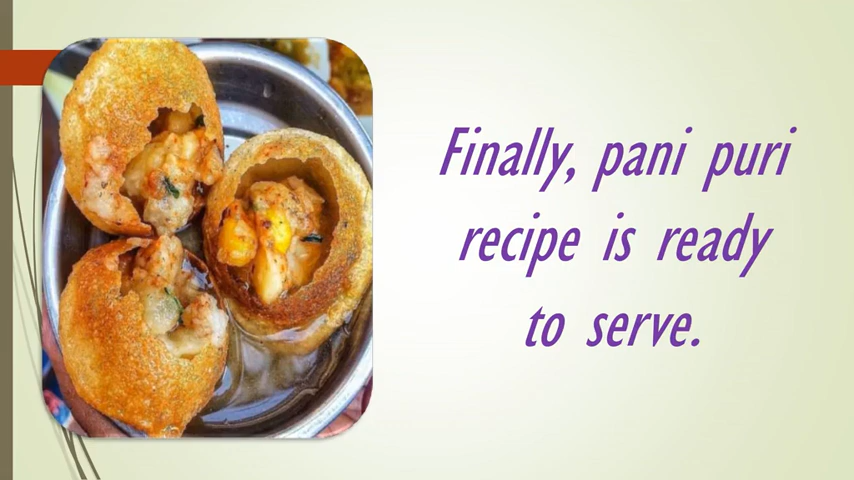 Finally, pani puri
recipe is ready
to serve.